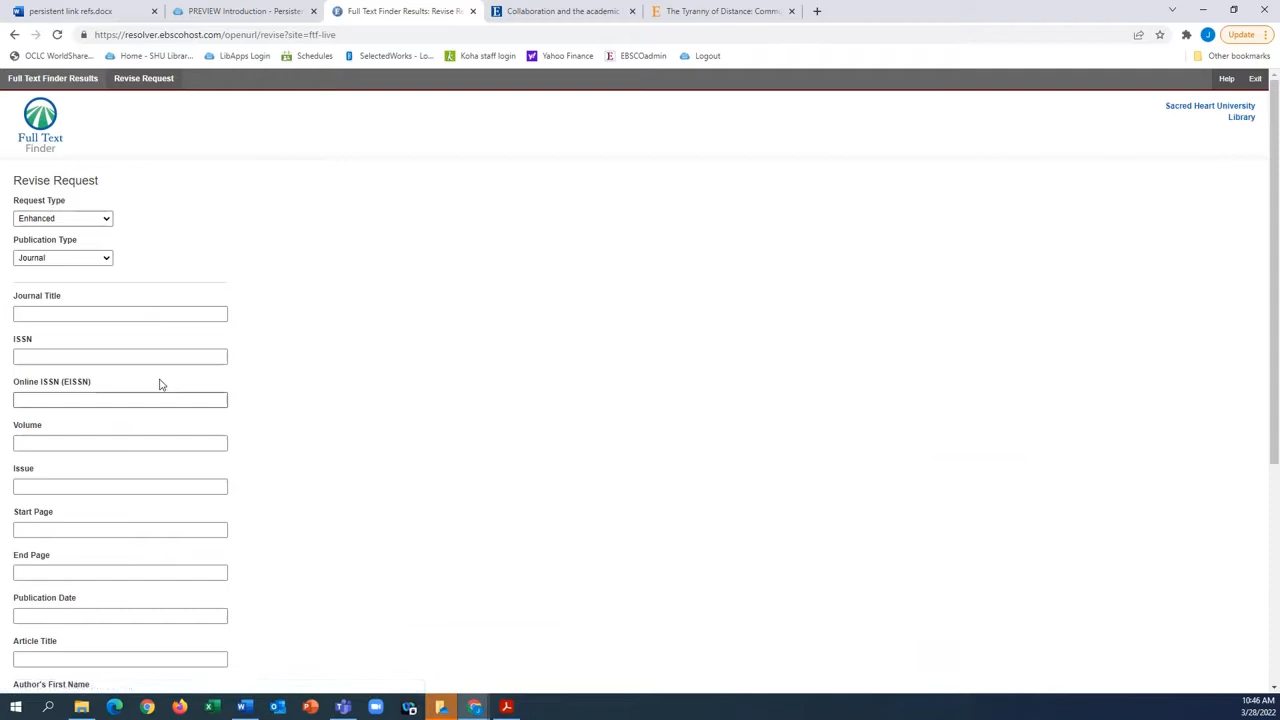 persistent link refs.docx
PREVIEW Introduction - Persiste
Full Text Finder Results: Revise R
Collaboration and the academic
The Tyranny of Distance: Commu
https://resolver.ebscohost.com/openurl/revise?site=ftf-live
Update
OCLC WorldShare...
Home - SHU Librar...
LibApps Login
Schedules
SelectedWorks - Lo...
Koha staff login
Yahoo Finance
EBSCOadmin
Logout
Other bookmarks
Full Text Finder Results
Revise Request
Help
Exit
Full Text
Finder
Sacred Heart University
Library
Revise Request
Request Type
Enhanced
Publication Type
Journal
Journal Title
ISSN
Online ISSN (EISSN)
Volume
Issue
Start Page
End Page
Publication Date
Article Title
Author's First Name
10:46 AM
3/28/2022